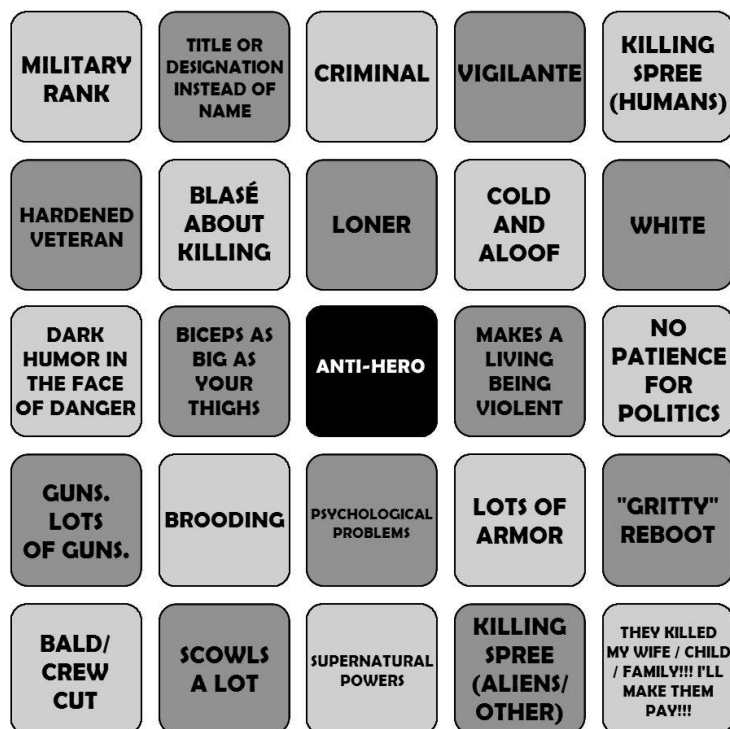 MILITARY
RANK
TITLE OR
DESIGNATION
INSTEAD OF
NAME
CRIMINAL
VIGILANTE
KILLING
SPREE
(HUMANS)
HARDENED
VETERAN
BLASÉ
ABOUT
KILLING
LONER
COLD
AND
ALOOF
WHITE
DARK
HUMOR IN
THE FACE
OF DANGER
BICEPS AS
BIG AS
YOUR
THIGHS
ANTI-HERO
MAKES A
LIVING
BEING
VIOLENT
NO
PATIENCE
FOR
POLITICS
GUNS.
LOTS
OF GUNS.
BROODING
PSYCHOLOGICAL
PROBLEMS
LOTS OF
ARMOR
"GRITTY"
REBOOT
BALD/
CREW
CUT
SCOWLS
A LOT
SUPERNATURAL
POWERS
KILLING
SPREE
(ALIENS/
OTHER)
THEY KILLED
MY WIFE / CHILD
/ FAMILY!!! I'LL
MAKE THEM
PAY!!!